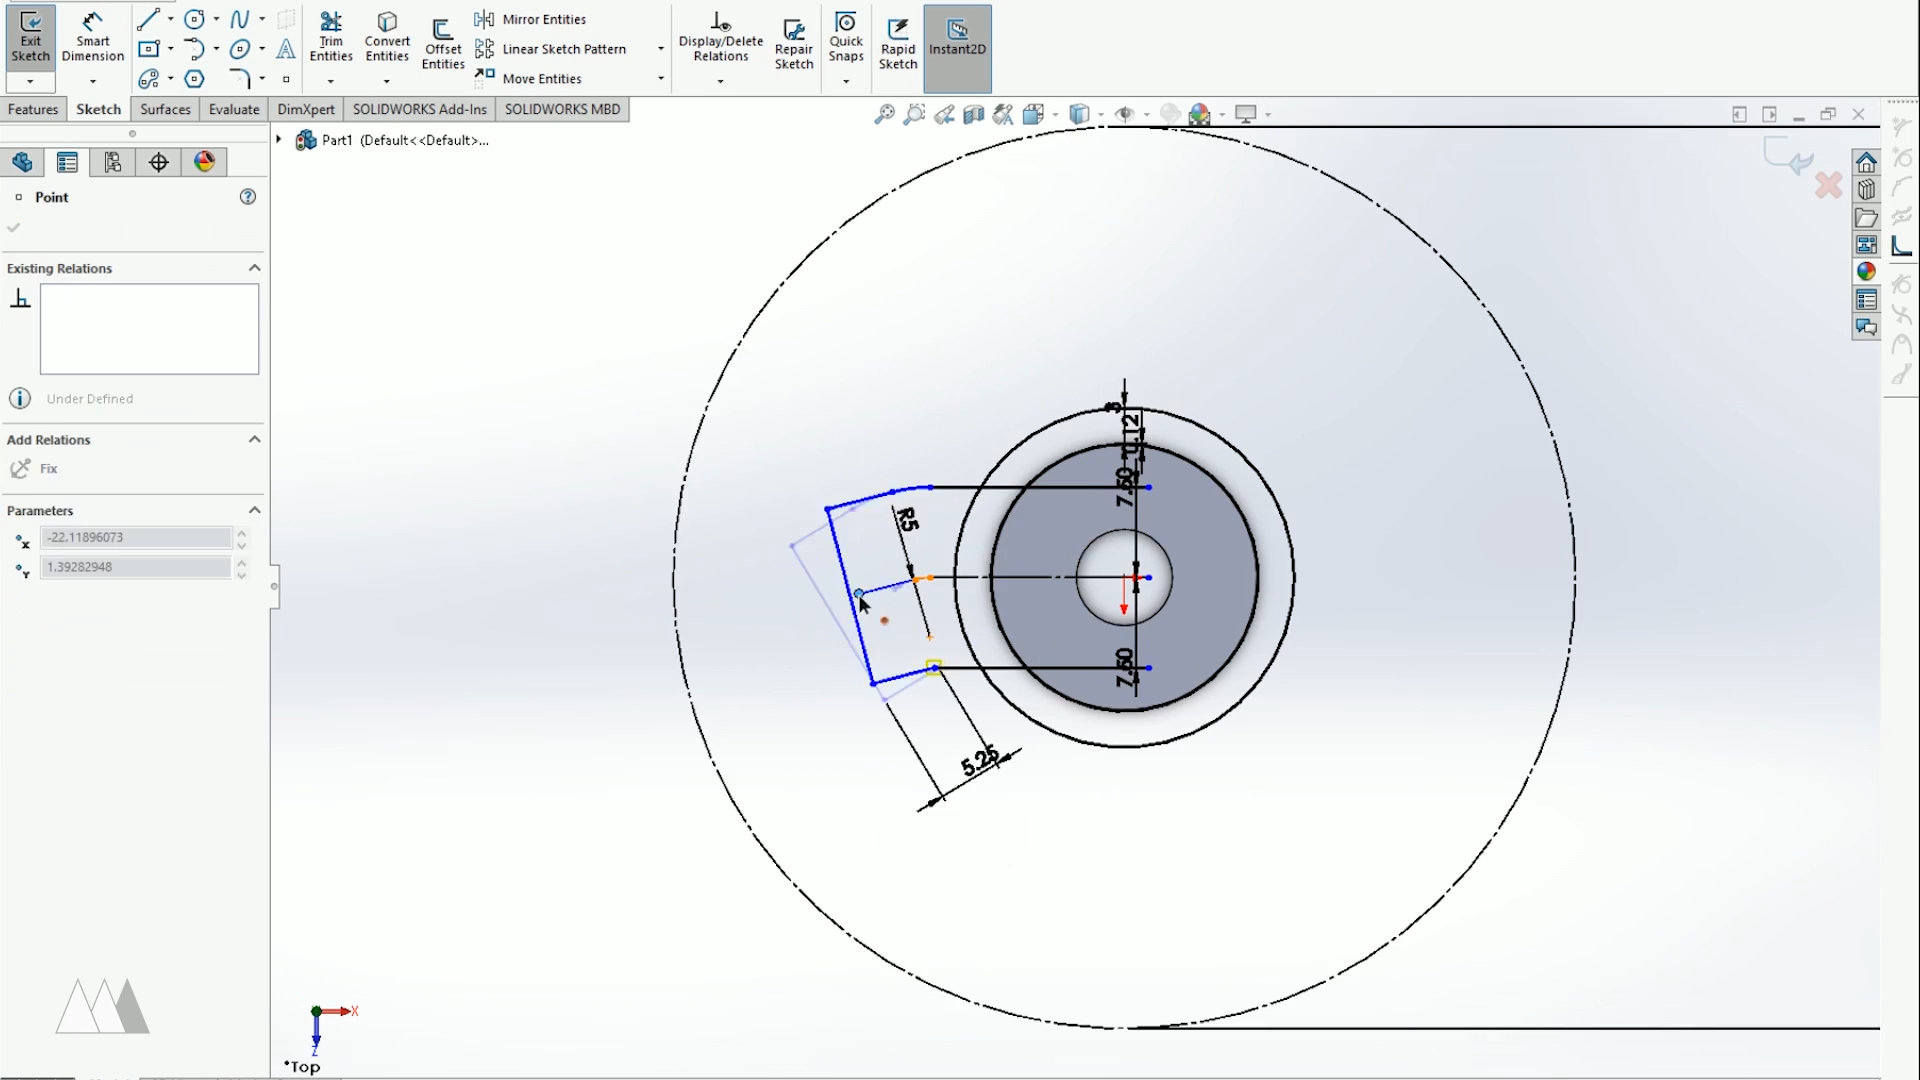 Exit Sketch
Smart Dimension
Trim Entities
Convert Entities
Offset Entities
Mirror Entities
Linear Sketch Pattern
Move Entities
Display/Delete Relations
Repair Sketch
Quick Snaps
Rapid Sketch
Instant2D
Features
Sketch
Surfaces
Evaluate
DimXpert
SOLIDWORKS Add-Ins
SOLIDWORKS MBD
Part1 (Default<<Default>...
Point
Existing Relations
Under Defined
Add Relations
Fix
Parameters
-22.11896073
1.39282948
3
0.12
7.50
R5
7.50
5.25
X
Z
*Top